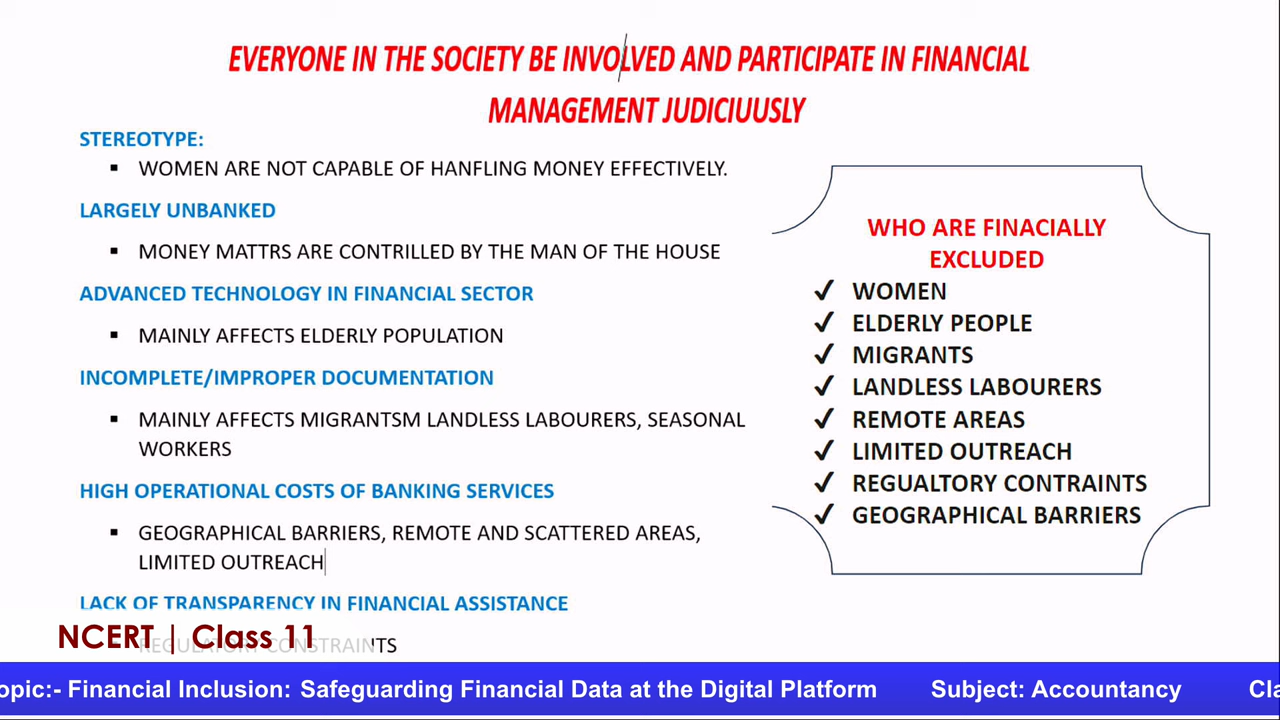 EVERYONE IN THE SOCIETY BE INVOLVED AND PARTICIPATE IN FINANCIAL
MANAGEMENT JUDICIUUSLY
STEREOTYPE:
▪ WOMEN ARE NOT CAPABLE OF HANFLING MONEY EFFECTIVELY.
LARGELY UNBANKED
▪ MONEY MATTRS ARE CONTRILLED BY THE MAN OF THE HOUSE
ADVANCED TECHNOLOGY IN FINANCIAL SECTOR
▪ MAINLY AFFECTS ELDERLY POPULATION
INCOMPLETE/IMPROPER DOCUMENTATION
▪ MAINLY AFFECTS MIGRANTSM LANDLESS LABOURERS, SEASONAL
WORKERS
HIGH OPERATIONAL COSTS OF BANKING SERVICES
▪ GEOGRAPHICAL BARRIERS, REMOTE AND SCATTERED AREAS,
LIMITED OUTREACH
LACK OF TRANSPARENCY IN FINANCIAL ASSISTANCE
REGULATORY CONSTRAINTS
WHO ARE FINACIALLY
EXCLUDED
✓ WOMEN
✓ ELDERLY PEOPLE
✓ MIGRANTS
✓ LANDLESS LABOURERS
✓ REMOTE AREAS
✓ LIMITED OUTREACH
✓ REGUALTORY CONTRAINTS
✓ GEOGRAPHICAL BARRIERS
NCERT | Class 11
opic:- Financial Inclusion: Safeguarding Financial Data at the Digital Platform Subject: Accountancy Cla